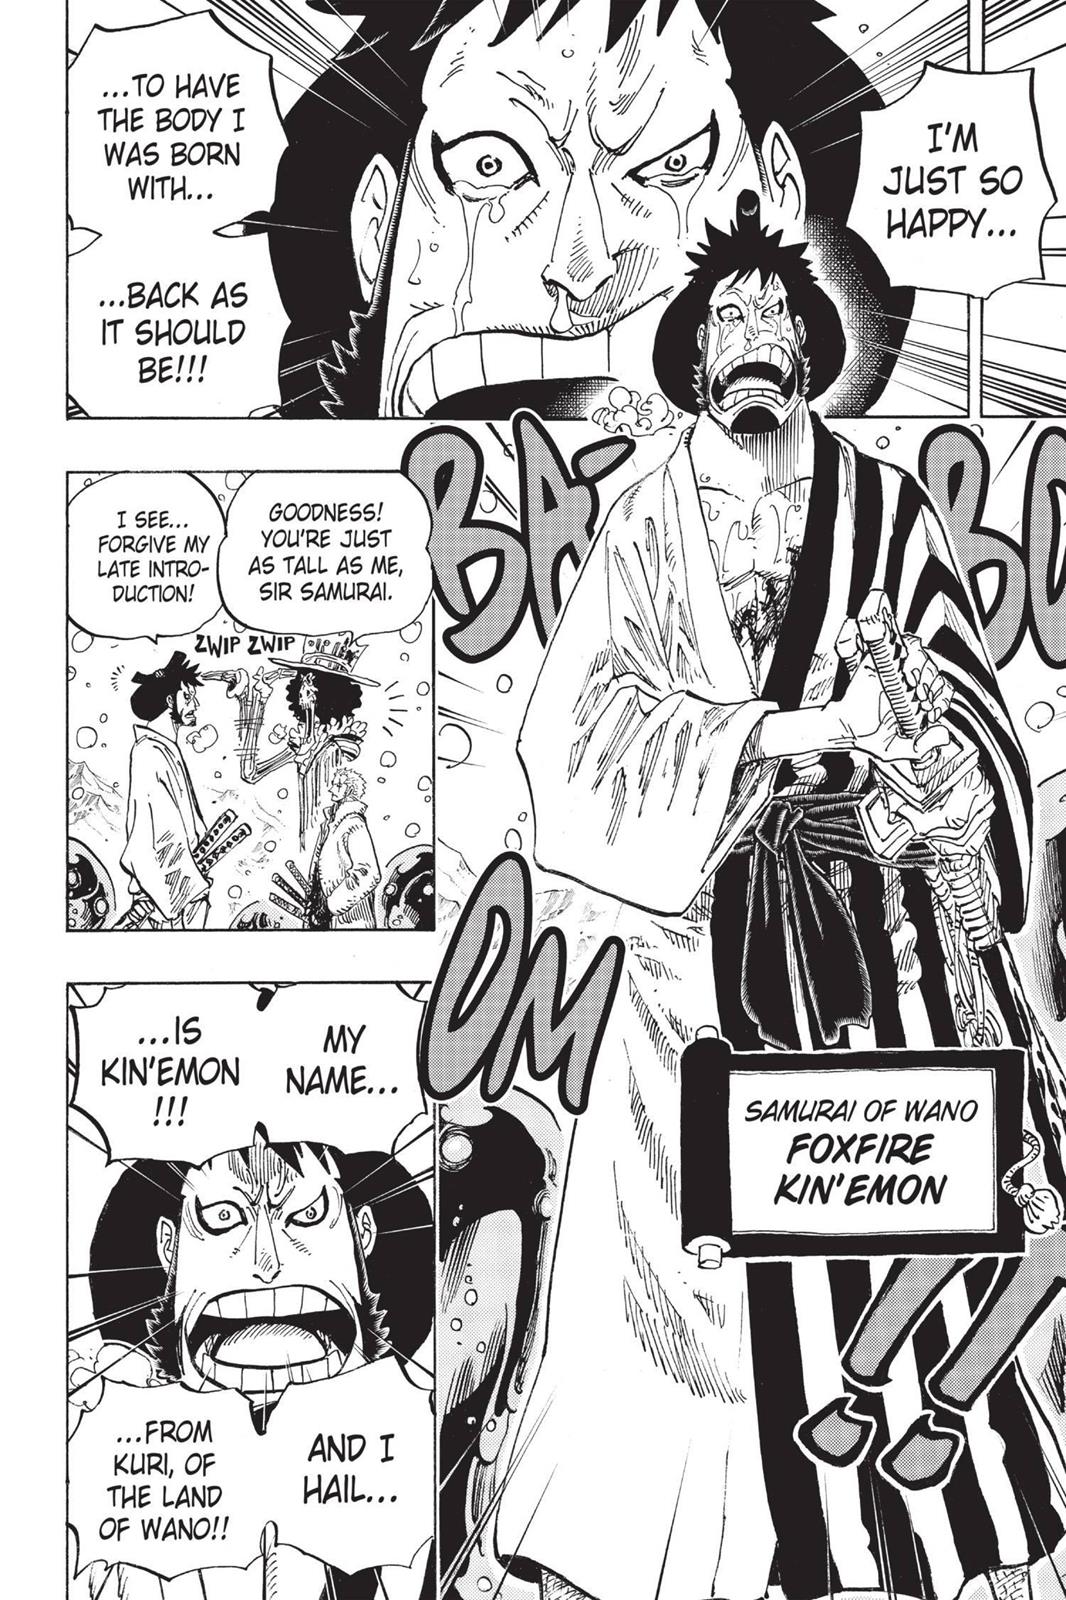 I'M
JUST SO
HAPPY...
...TO HAVE
THE BODY I
WAS BORN
WITH...
...BACK AS
IT SHOULD
BE!!!
BA-
BOOM!!
SAMURAI OF WANO
FOXFIRE
KIN'EMON
GOODNESS!
YOU'RE JUST
AS TALL AS ME,
SIR SAMURAI.
I SEE...
FORGIVE MY
LATE INTRO-
DUCTION!
ZWIP ZWIP
MY
NAME...
...IS
KIN'EMON
!!!
AND I
HAIL...
...FROM
KURI, OF
THE LAND
OF WANO!!